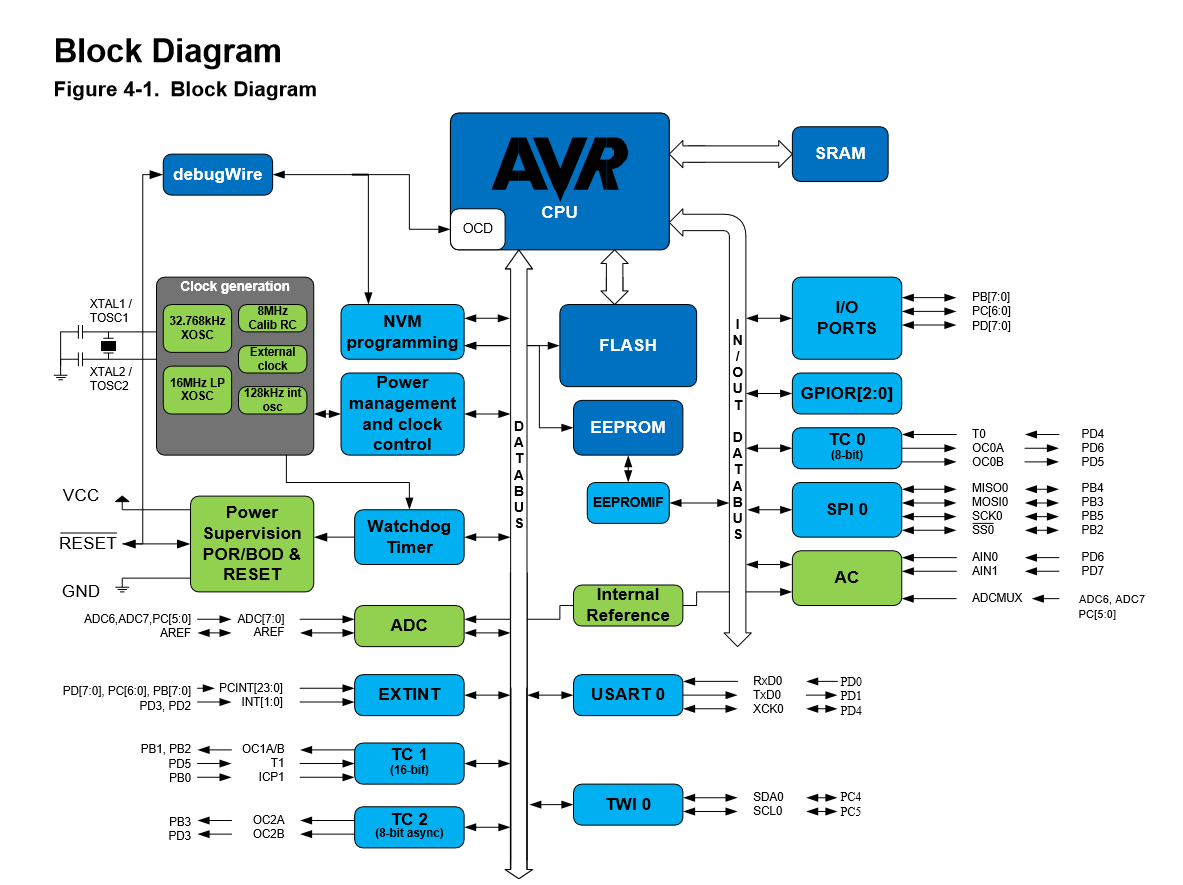 Block Diagram
Figure 4-1. Block Diagram
AVR
CPU
OCD
SRAM
debugWire
Clock generation
XTAL1 /
TOSC1
32.768kHz
XOSC
8MHz
Calib RC
External
clock
16MHz LP
XOSC
128kHz int
osc
XTAL2 /
TOSC2
NVM
programming
FLASH
Power
management
and clock
control
EEPROM
EEPROMIF
DATABUS
IN/OUT DATABUS
I/O
PORTS
PB[7:0]
PC[6:0]
PD[7:0]
GPIOR[2:0]
TC 0
(8-bit)
T0 PD4
OC0A PD6
OC0B PD5
SPI 0
MISO0 PB4
MOSI0 PB3
SCK0 PB5
SS0 PB2
AC
AIN0 PD6
AIN1 PD7
ADCMUX ADC6, ADC7
PC[5:0]
VCC
RESET
GND
Power
Supervision
POR/BOD &
RESET
Watchdog
Timer
Internal
Reference
ADC6,ADC7,PC[5:0] ADC[7:0]
AREF AREF
ADC
PD[7:0], PC[6:0], PB[7:0] PCINT[23:0]
PD3, PD2 INT[1:0]
EXTINT
USART 0
RxD0 PD0
TxD0 PD1
XCK0 PD4
PB1, PB2 OC1A/B
PD5 T1
PB0 ICP1
TC 1
(16-bit)
TWI 0
SDA0 PC4
SCL0 PC5
PB3 OC2A
PD3 OC2B
TC 2
(8-bit async)